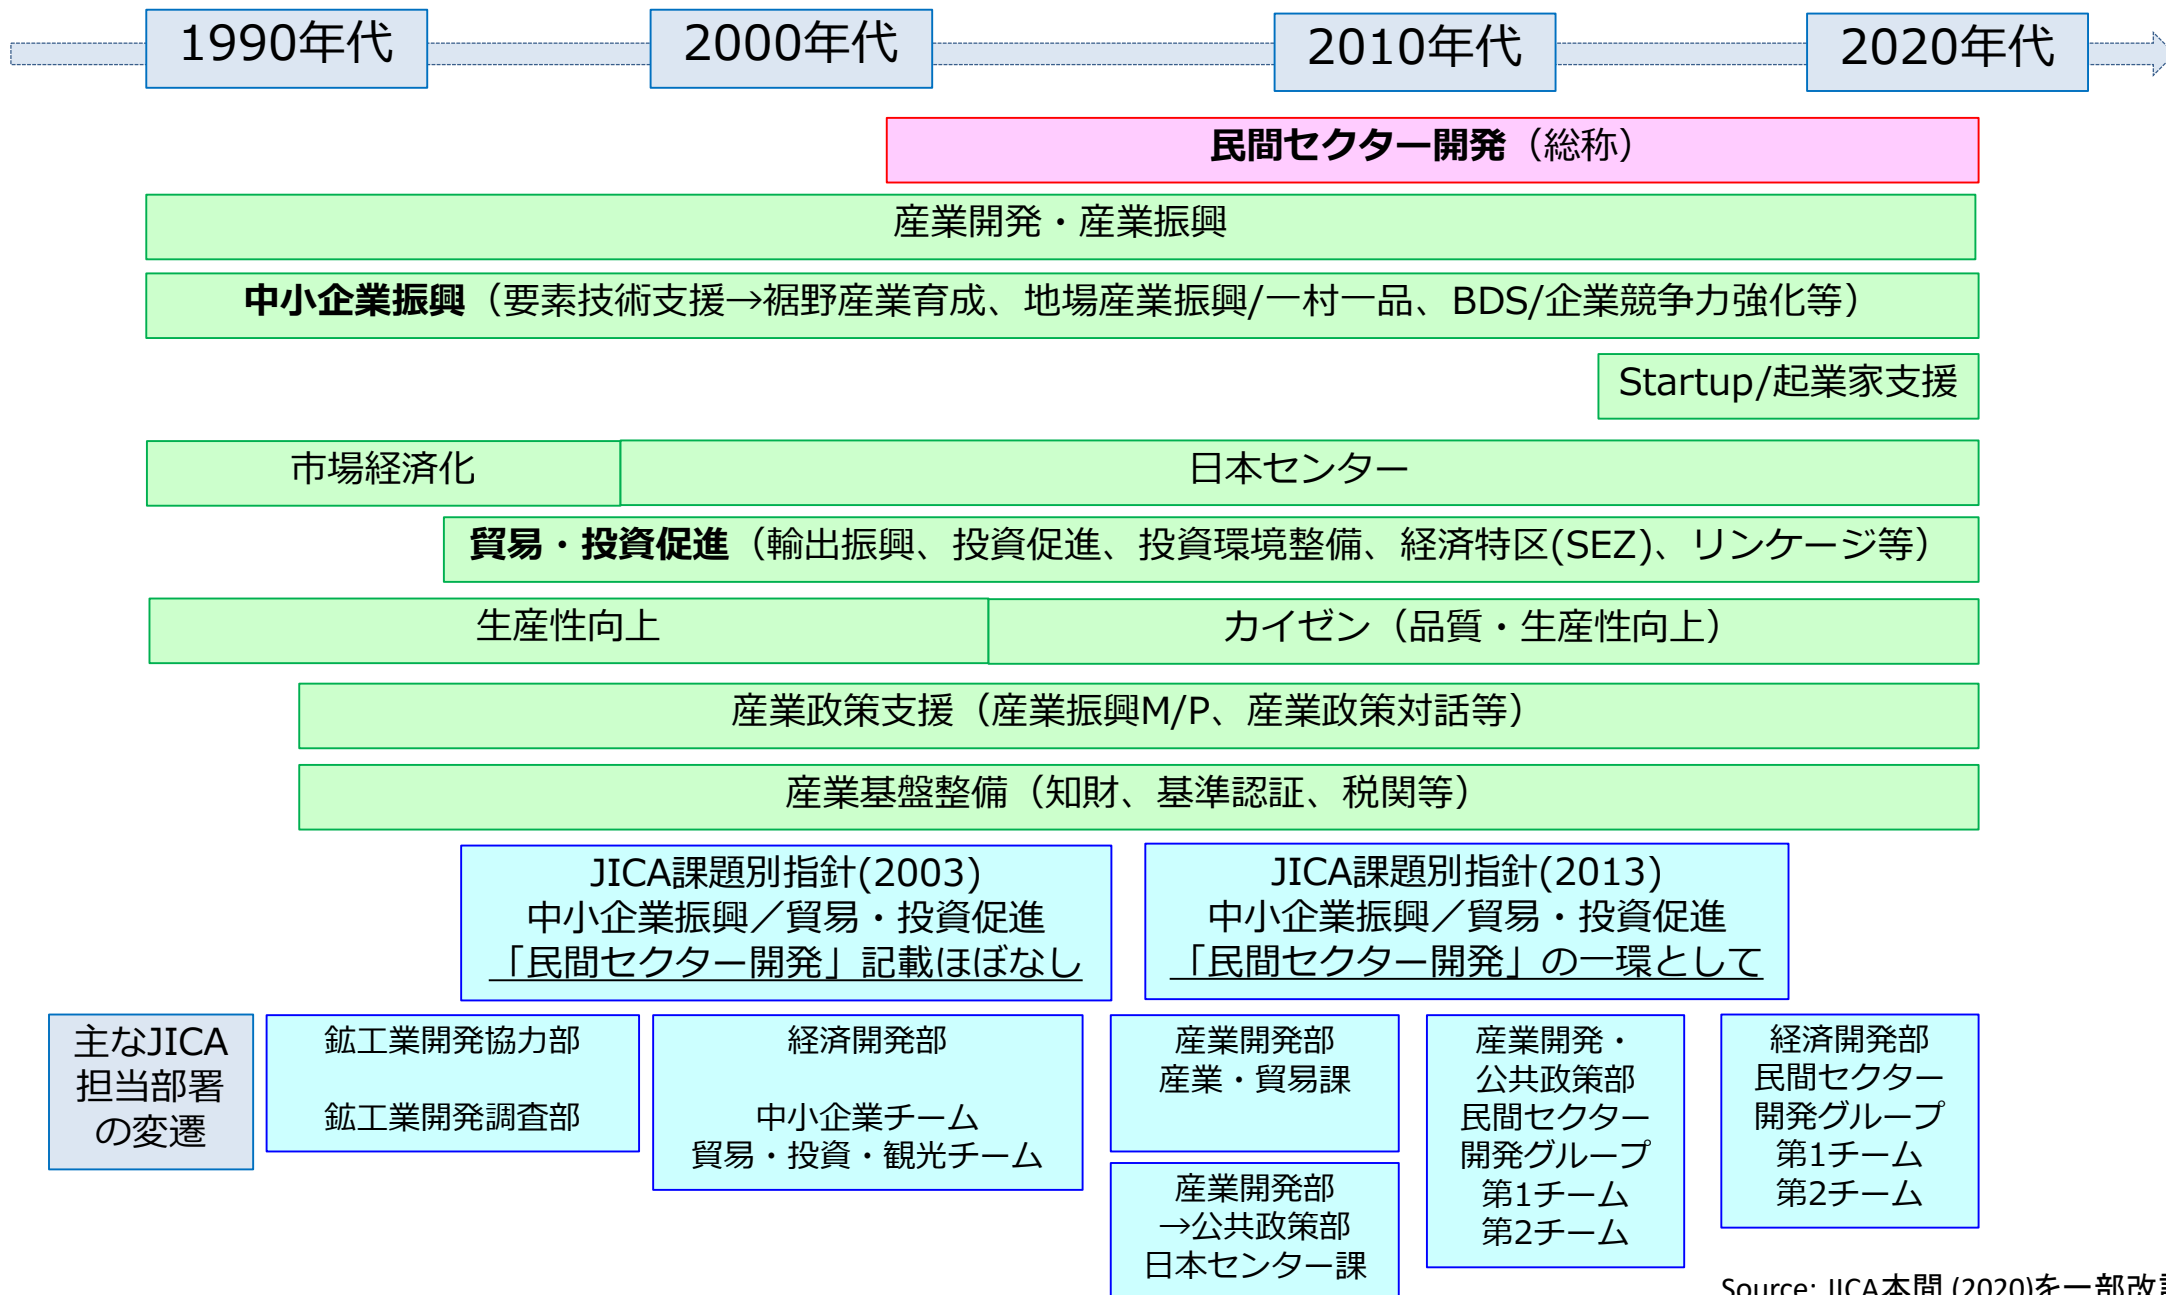 1990年代
2000年代
2010年代
2020年代
民間セクター開発（総称）
産業開発・産業振興
中小企業振興（要素技術支援→裾野産業育成、地場産業振興/一村一品、BDS/企業競争力強化等）
Startup/起業家支援
市場経済化
日本センター
貿易・投資促進（輸出振興、投資促進、投資環境整備、経済特区(SEZ)、リンケージ等）
生産性向上
カイゼン（品質・生産性向上）
産業政策支援（産業振興M/P、産業政策対話等）
産業基盤整備（知財、基準認証、税関等）
JICA課題別指針(2003)
中小企業振興／貿易・投資促進
「民間セクター開発」記載ほぼなし
JICA課題別指針(2013)
中小企業振興／貿易・投資促進
「民間セクター開発」の一環として
主なJICA
担当部署
の変遷
鉱工業開発協力部
鉱工業開発調査部
経済開発部
中小企業チーム
貿易・投資・観光チーム
産業開発部
産業・貿易課
産業開発部
→公共政策部
日本センター課
産業開発・
公共政策部
民間セクター
開発グループ
第1チーム
第2チーム
経済開発部
民間セクター
開発グループ
第1チーム
第2チーム
Source: JICA本間 (2020)を一部改訂